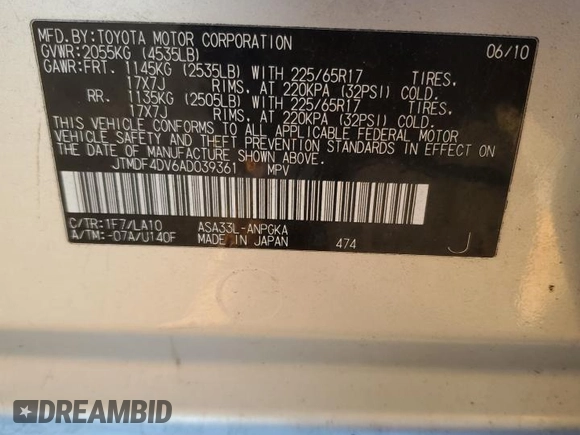 MFD.BY:TOYOTA MOTOR CORPORATION 06/10
GVWR:2055KG (4535LB)
GAWR:FRT. 1145KG (2535LB) WITH 225/65R17 TIRES,
17X7J RIMS, AT 220KPA (32PSI) COLD.
RR. 1135KG (2505LB) WITH 225/65R17 TIRES,
17X7J RIMS, AT 220KPA (32PSI) COLD.
THIS VEHICLE CONFORMS TO ALL APPLICABLE FEDERAL MOTOR
VEHICLE SAFETY AND THEFT PREVENTION STANDARDS IN EFFECT ON
THE DATE OF MANUFACTURE SHOWN ABOVE.
JTMDF4DV6AD039361 MPV
C/TR:1F7/LA10 ASA33L-ANPGKA
A/TM:-07A/U140F MADE IN JAPAN 474 J
DREAMBID